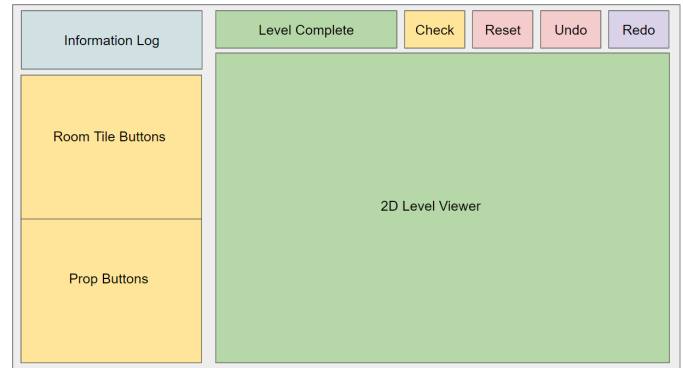 Information Log
Level Complete
Check
Reset
Undo
Redo
Room Tile Buttons
2D Level Viewer
Prop Buttons